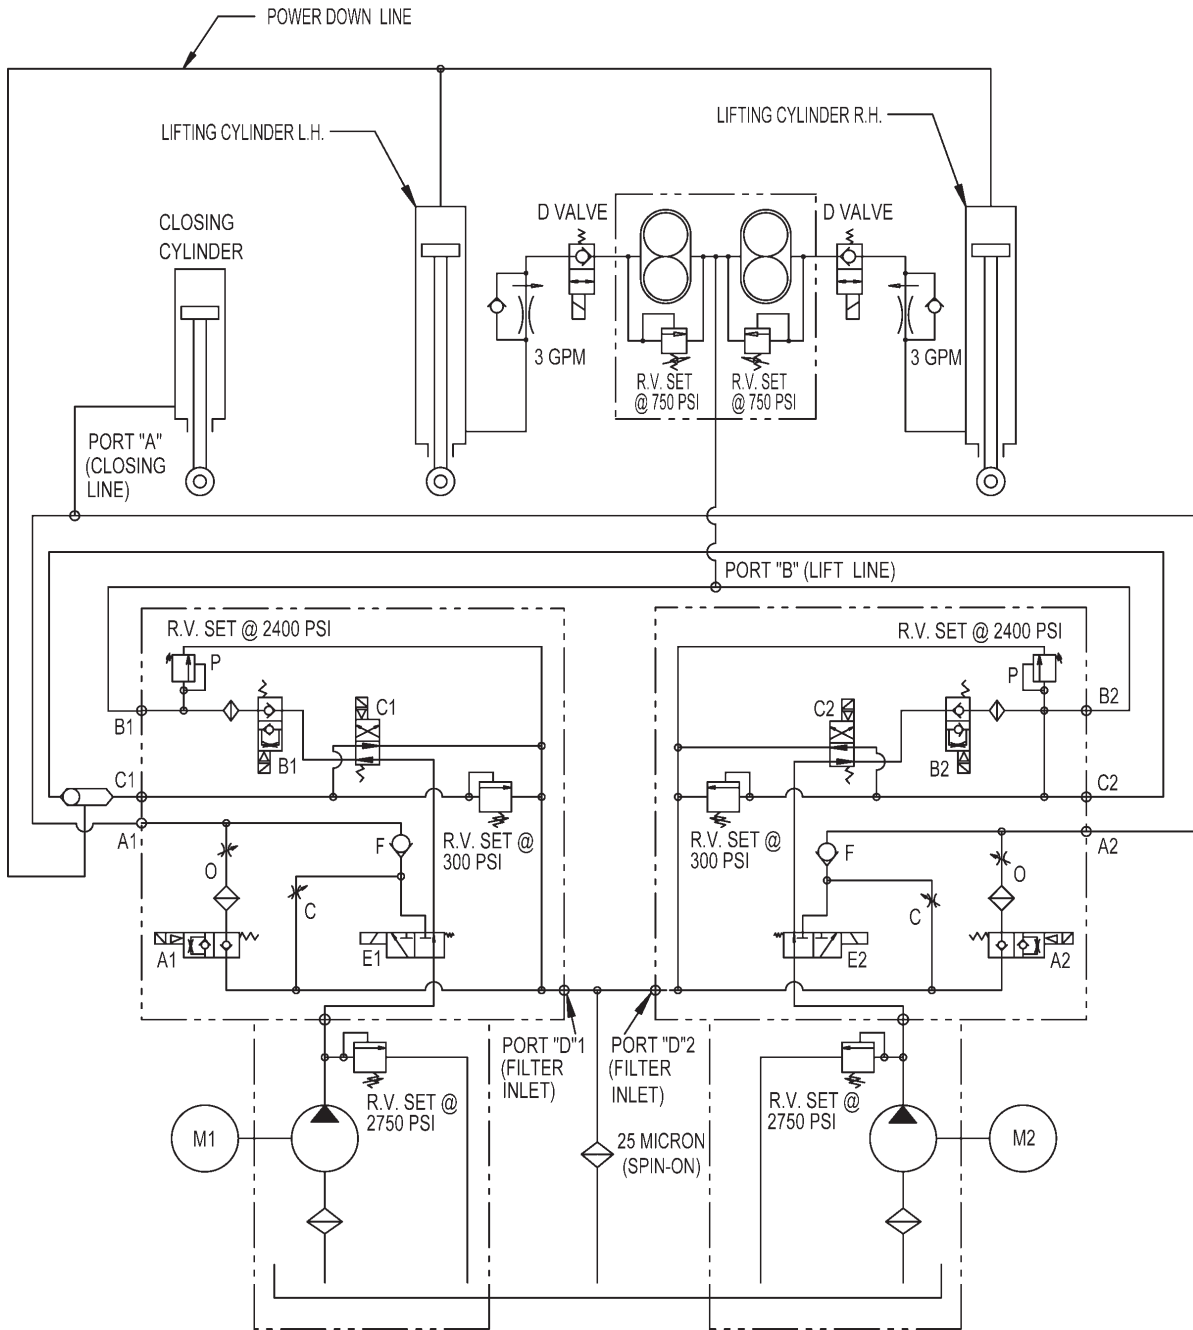 POWER DOWN LINE
LIFTING CYLINDER L.H.
LIFTING CYLINDER R.H.
CLOSING
CYLINDER
D VALVE
D VALVE
3 GPM
3 GPM
R.V. SET
@ 750 PSI
R.V. SET
@ 750 PSI
PORT "A"
(CLOSING
LINE)
PORT "B" (LIFT LINE)
R.V. SET @ 2400 PSI
R.V. SET @ 2400 PSI
P
P
C1
C2
B1
B2
B1
B2
C1
C2
R.V. SET @
300 PSI
R.V. SET @
300 PSI
A1
A2
F
F
O
O
C
C
A1
E1
E2
A2
PORT "D"1
(FILTER
INLET)
PORT "D"2
(FILTER
INLET)
R.V. SET @
2750 PSI
R.V. SET @
2750 PSI
M1
M2
25 MICRON
(SPIN-ON)